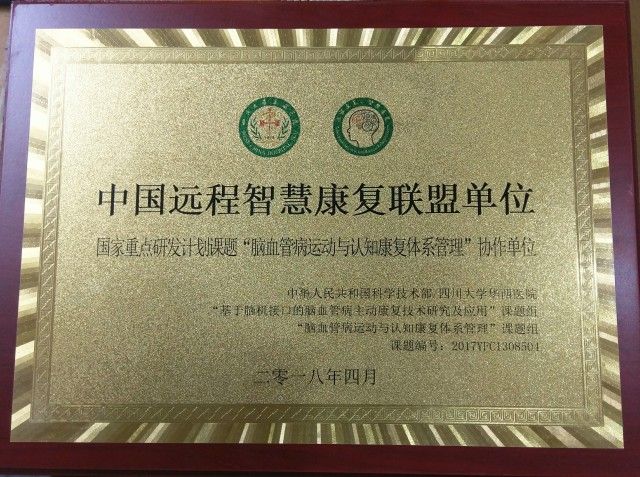 中国远程智慧康复联盟单位
国家重点研发计划课题“脑血管病运动与认知康复体系管理”协作单位
中华人民共和国科学技术部/四川大学华西医院
“基于脑机接口的脑血管病主动康复技术研究及应用”课题组
“脑血管病运动与认知康复体系管理”课题组
课题编号：2017YFC1308504
二零一八年四月